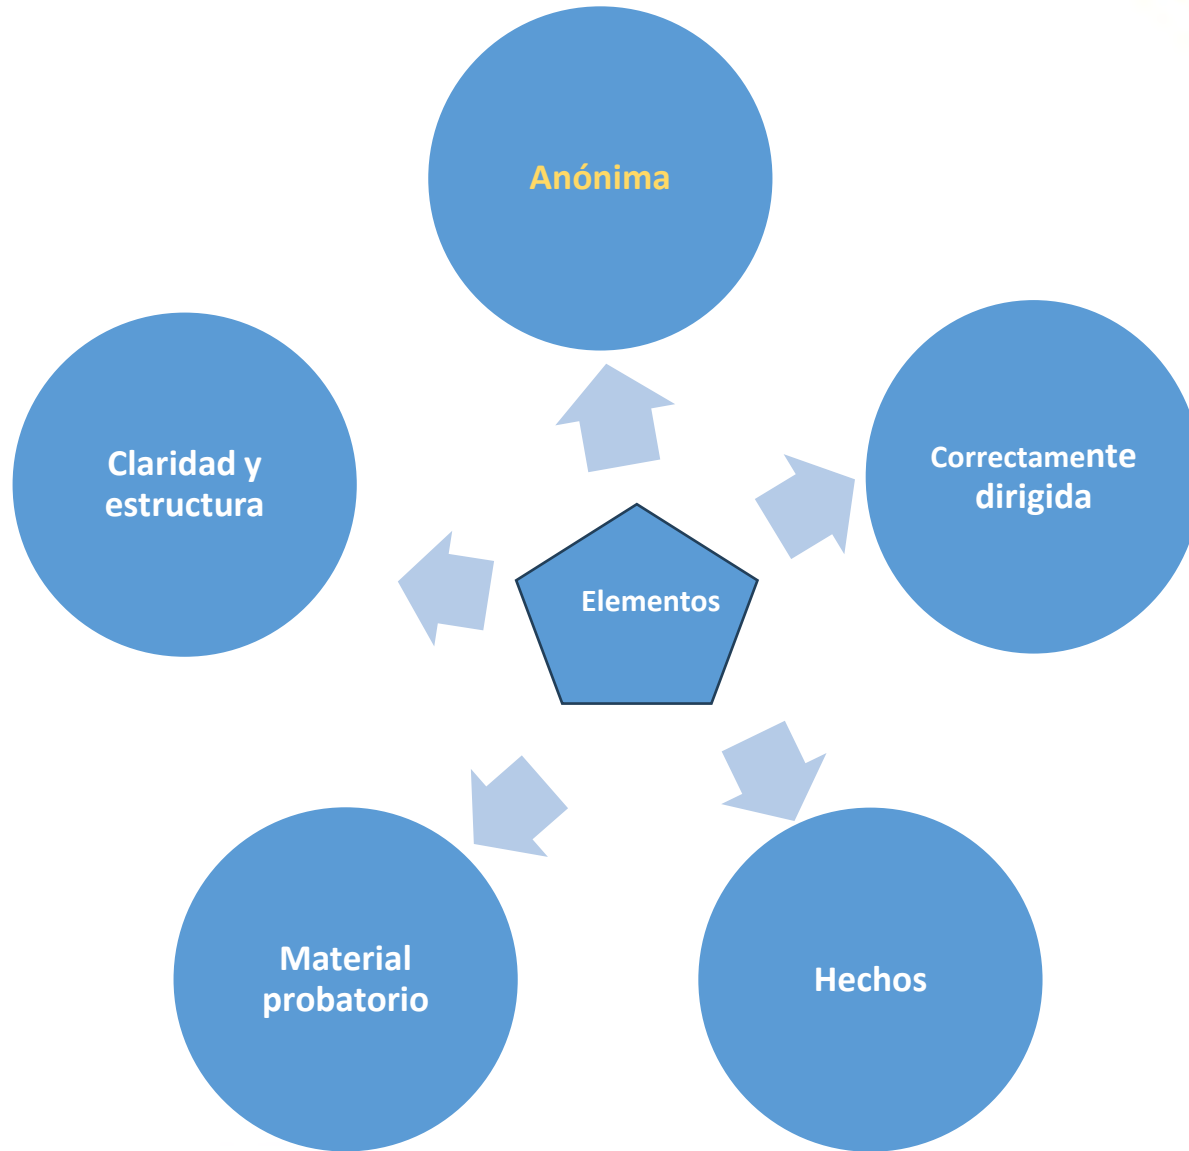 Anónima
Correctamente
dirigida
Claridad y
estructura
Elementos
Material
probatorio
Hechos